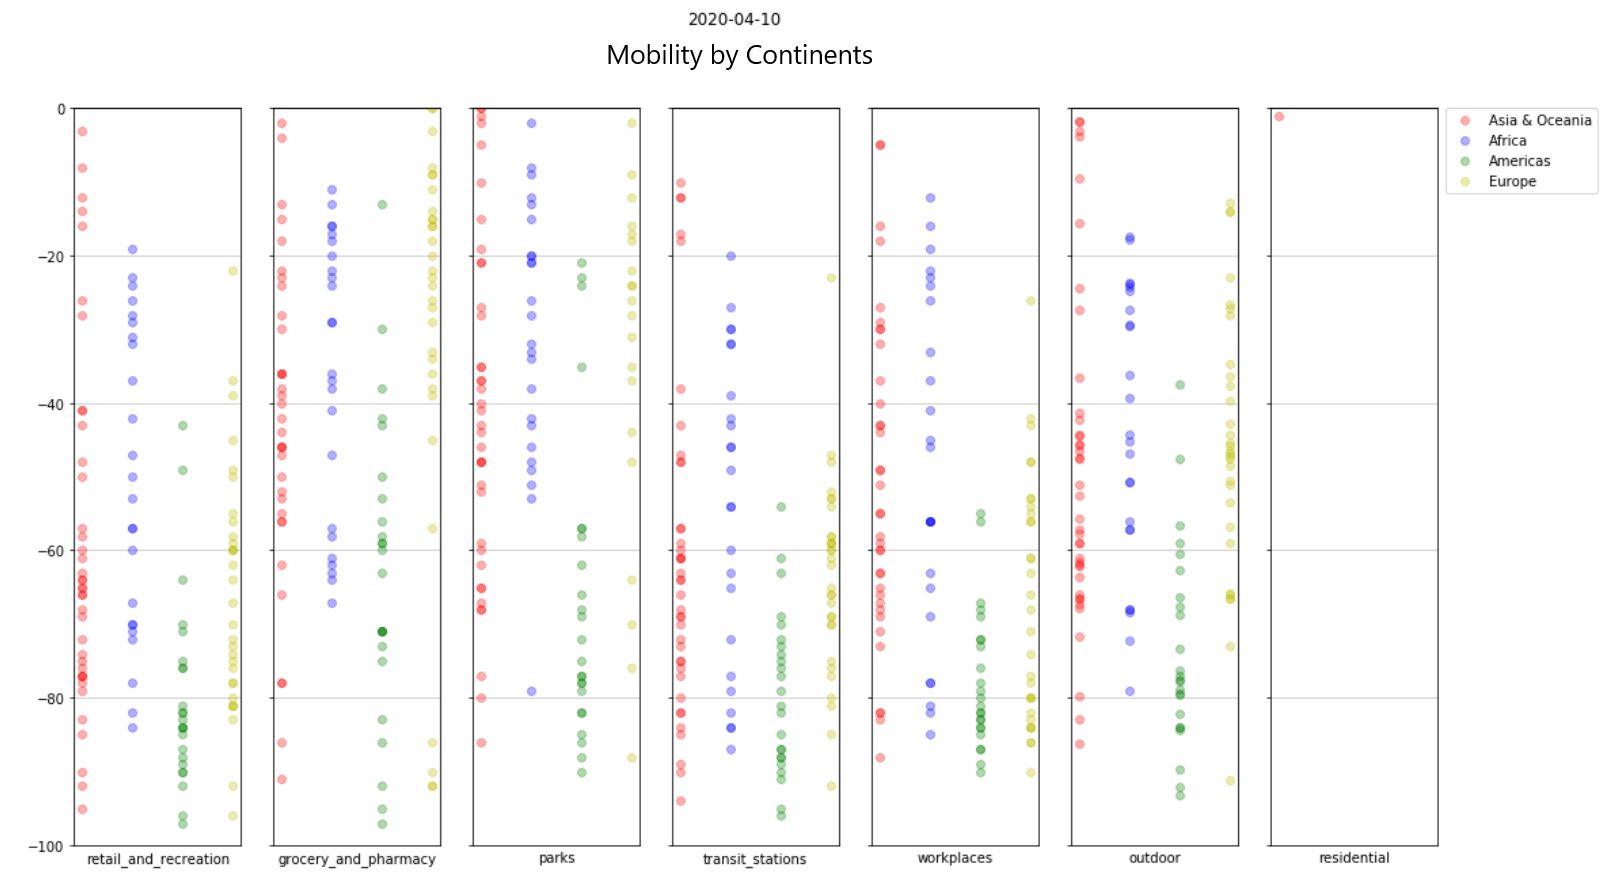 2020-04-10
Mobility by Continents
0
−20
−40
−60
−80
−100
retail_and_recreation
grocery_and_pharmacy
parks
transit_stations
workplaces
outdoor
residential
Asia & Oceania
Africa
Americas
Europe